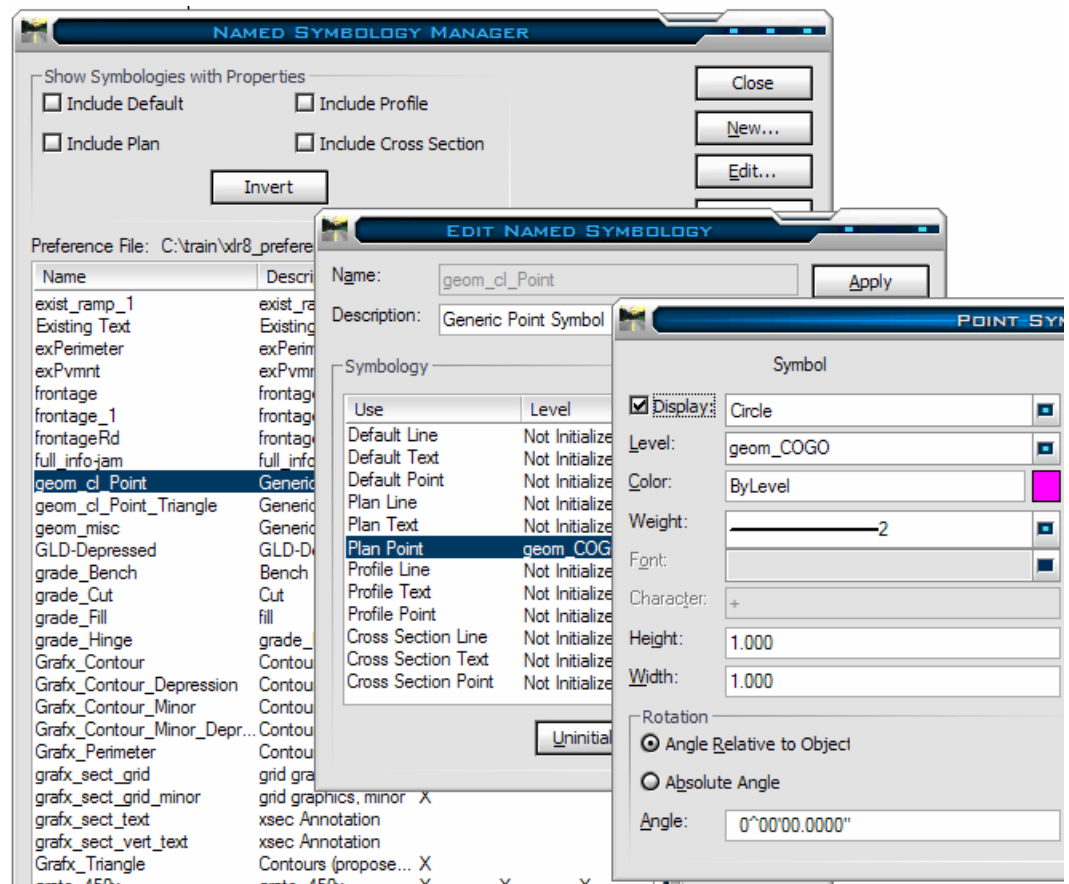 NAMED SYMBOLOGY MANAGER
Show Symbologies with Properties
Include Default
Include Profile
Include Plan
Include Cross Section
Invert
Close
New...
Edit...
Preference File: C:\train\xlr8_prefere
Name Descri
exist_ramp_1 exist_ra
Existing Text Existing
exPerimeter exPerim
exPvmnt exPvmr
frontage frontag
frontage_1 frontag
frontageRd frontag
full_info-jam full_info
geom_cl_Point Generic
geom_cl_Point_Triangle Generic
geom_misc Generic
GLD-Depressed GLD-D
grade_Bench Bench
grade_Cut Cut
grade_Fill fill
grade_Hinge grade_
Grafx_Contour Contou
Grafx_Contour_Depression Contou
Grafx_Contour_Minor Contou
Grafx_Contour_Minor_Depr... Contou
Grafx_Perimeter Contou
grafx_sect_grid grid gra
grafx_sect_grid_minor grid graphics, minor X
grafx_sect_text xsec Annotation
grafx_sect_vert_text xsec Annotation
Grafx_Triangle Contours (propose... X
EDIT NAMED SYMBOLOGY
Name: geom_cl_Point
Apply
Description: Generic Point Symbol
Symbology
Use Level
Default Line Not Initialize
Default Text Not Initialize
Default Point Not Initialize
Plan Line Not Initialize
Plan Text Not Initialize
Plan Point geom_COG
Profile Line Not Initialize
Profile Text Not Initialize
Profile Point Not Initialize
Cross Section Line Not Initialize
Cross Section Text Not Initialize
Cross Section Point Not Initialize
Uninitial
POINT SYM
Symbol
Display: Circle
Level: geom_COGO
Color: ByLevel
Weight: 2
Font:
Character: +
Height: 1.000
Width: 1.000
Rotation
Angle Relative to Object
Absolute Angle
Angle: 0^00'00.0000"